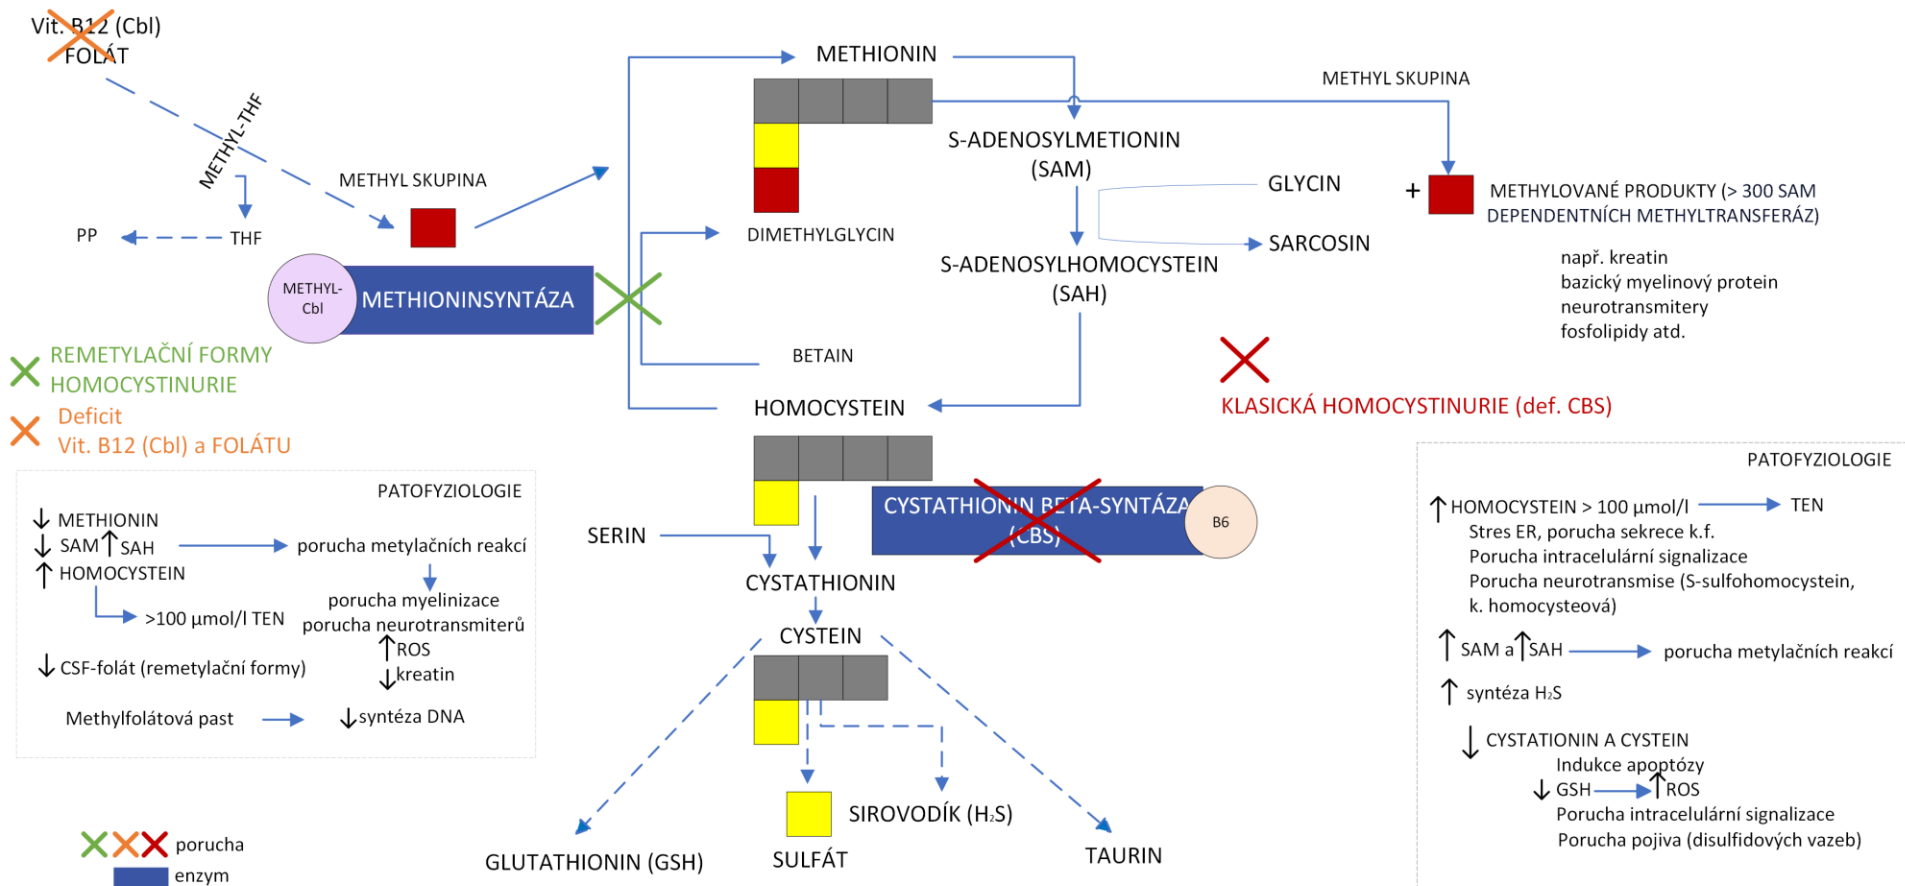 Vit. B12 (Cbl)
FOLÁT
METHYL-THF
THF
PP
METHYL SKUPINA
METHYL-
Cbl
METHIONINSYNTÁZA
METHIONIN
DIMETHYLGLYCIN
BETAIN
HOMOCYSTEIN
S-ADENOSYLMETIONIN
(SAM)
GLYCIN
SARCOSIN
S-ADENOSYLHOMOCYSTEIN
(SAH)
METHYL SKUPINA
+
METHYLOVANÉ PRODUKTY (> 300 SAM
DEPENDENTNÍCH METHYLTRANSFERÁZ)
např. kreatin
bazický myelinový protein
neurotransmitery
fosfolipidy atd.
REMETYLAČNÍ FORMY
HOMOCYSTINURIE
Deficit
Vit. B12 (Cbl) a FOLÁTU
KLASICKÁ HOMOCYSTINURIE (def. CBS)
CYSTATHIONIN BETA-SYNTÁZA
(CBS)
B6
SERIN
CYSTATHIONIN
CYSTEIN
GLUTATHIONIN (GSH)
SULFÁT
SIROVODÍK (H₂S)
TAURIN
PATOFYZIOLOGIE
↓ METHIONIN
↓ SAM ↑ SAH
porucha metylačních reakcí
↑ HOMOCYSTEIN
>100 µmol/l TEN
porucha myelinizace
porucha neurotransmiterů
↑ ROS
↓ kreatin
↓ CSF-folát (remetylační formy)
Methylfolátová past
↓ syntéza DNA
PATOFYZIOLOGIE
↑ HOMOCYSTEIN > 100 µmol/l
TEN
Stres ER, porucha sekrece k.f.
Porucha intracelulární signalizace
Porucha neurotransmise (S-sulfohomocystein,
k. homocysteová)
↑ SAM a ↑ SAH
porucha metylačních reakcí
↑ syntéza H₂S
↓ CYSTATIONIN A CYSTEIN
Indukce apoptózy
↓ GSH
↑ ROS
Porucha intracelulární signalizace
Porucha pojiva (disulfidových vazeb)
porucha
enzym